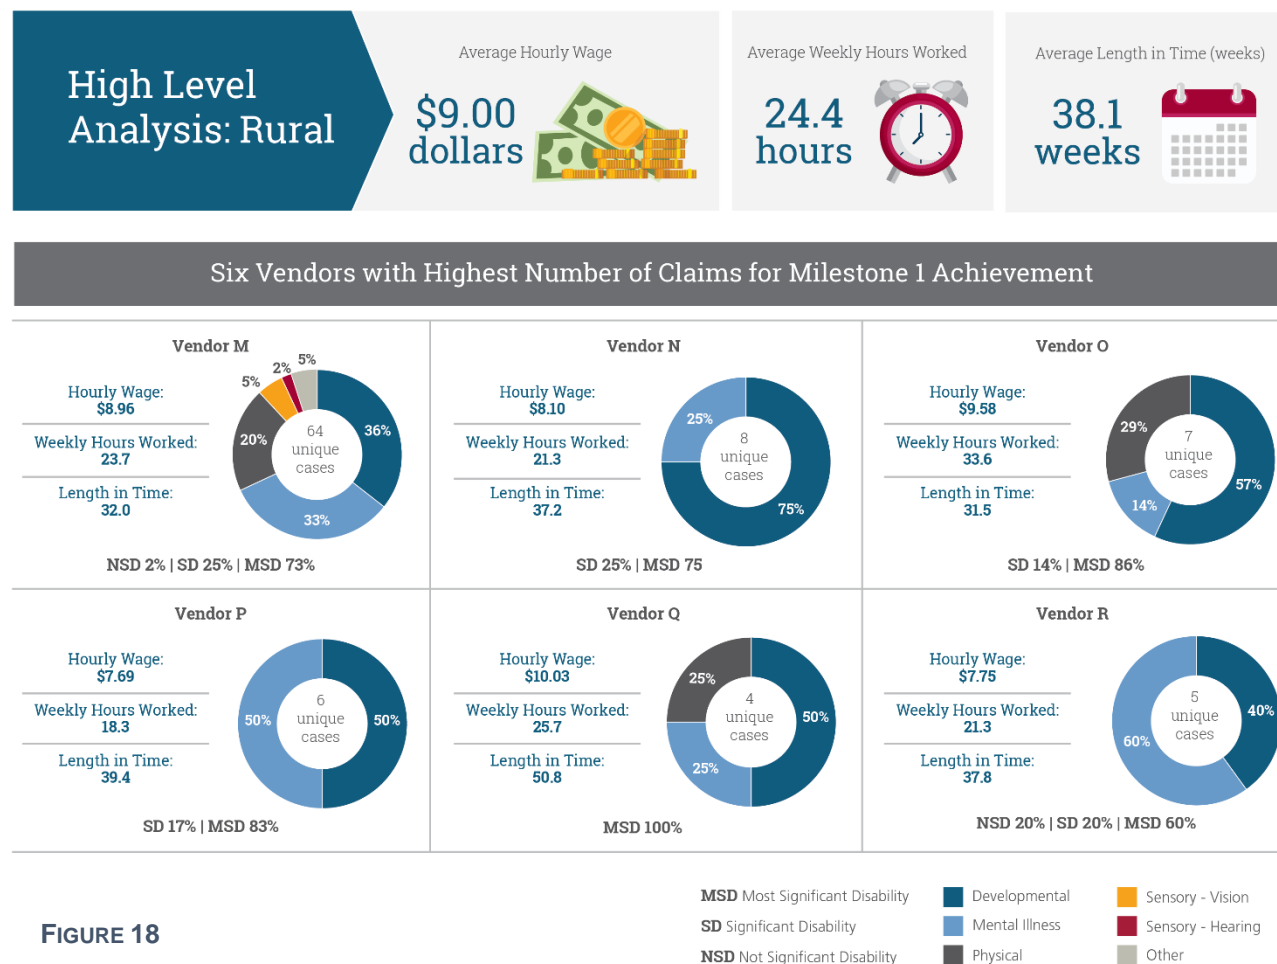 High Level
Analysis: Rural
Average Hourly Wage
$9.00
dollars
Average Weekly Hours Worked
24.4
hours
Average Length in Time (weeks)
38.1
weeks
Six Vendors with Highest Number of Claims for Milestone 1 Achievement
Vendor M
Hourly Wage:
$8.96
Weekly Hours Worked:
23.7
Length in Time:
32.0
5%
2%
5%
20%
36%
33%
64
unique
cases
NSD 2% | SD 25% | MSD 73%
Vendor N
Hourly Wage:
$8.10
Weekly Hours Worked:
21.3
Length in Time:
37.2
25%
75%
8
unique
cases
SD 25% | MSD 75
Vendor O
Hourly Wage:
$9.58
Weekly Hours Worked:
33.6
Length in Time:
31.5
29%
14%
57%
7
unique
cases
SD 14% | MSD 86%
Vendor P
Hourly Wage:
$7.69
Weekly Hours Worked:
18.3
Length in Time:
39.4
50%
50%
6
unique
cases
SD 17% | MSD 83%
Vendor Q
Hourly Wage:
$10.03
Weekly Hours Worked:
25.7
Length in Time:
50.8
25%
50%
25%
4
unique
cases
MSD 100%
Vendor R
Hourly Wage:
$7.75
Weekly Hours Worked:
21.3
Length in Time:
37.8
60%
40%
5
unique
cases
NSD 20% | SD 20% | MSD 60%
FIGURE 18
MSD Most Significant Disability
SD Significant Disability
NSD Not Significant Disability
Developmental
Mental Illness
Physical
Sensory - Vision
Sensory - Hearing
Other